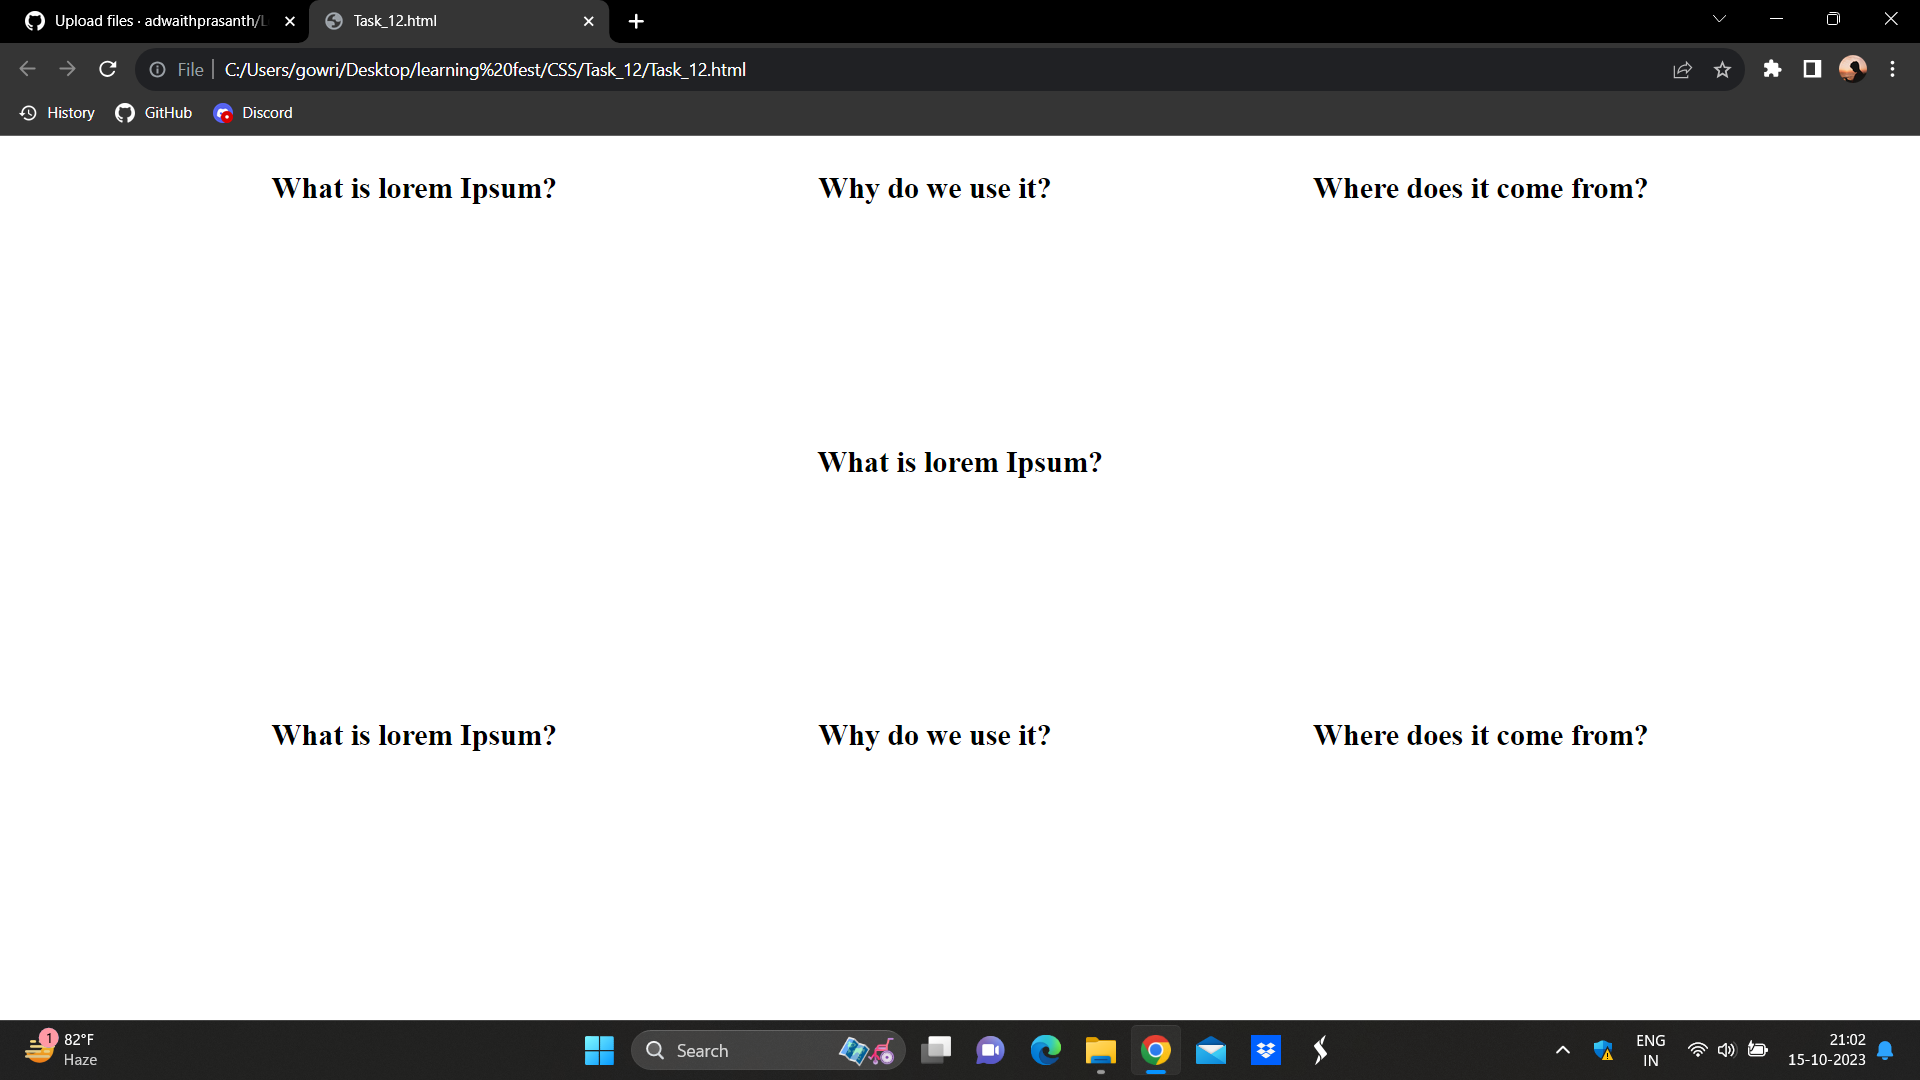 Upload files · adwaithprasanth/L
Task_12.html
File
C:/Users/gowri/Desktop/learning%20fest/CSS/Task_12/Task_12.html
History
GitHub
Discord
What is lorem Ipsum? Why do we use it? Where does it come from?
What is lorem Ipsum?
What is lorem Ipsum? Why do we use it? Where does it come from?
1
82°F
Haze
Search
ENG
IN
21:02
15-10-2023